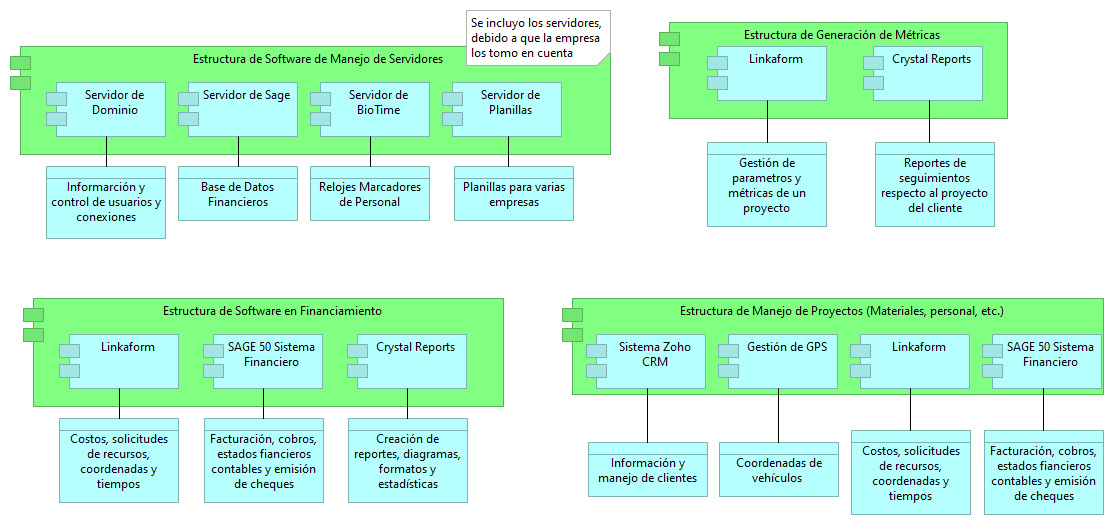 Se incluyo los servidores,
debido a que la empresa
los tomo en cuenta
Estructura de Software de Manejo de Servidores
Servidor de
Dominio
Servidor de Sage
Servidor de
BioTime
Servidor de
Planillas
Informarción y
control de usuarios y
conexiones
Base de Datos
Financieros
Relojes Marcadores
de Personal
Planillas para varias
empresas
Estructura de Generación de Métricas
Linkaform
Crystal Reports
Gestión de
parametros y
métricas de un
proyecto
Reportes de
seguimientos
respecto al proyecto
del cliente
Estructura de Software en Financiamiento
Linkaform
SAGE 50 Sistema
Financiero
Crystal Reports
Costos, solicitudes
de recursos,
coordenadas y
tiempos
Facturación, cobros,
estados fiancieros
contables y emisión
de cheques
Creación de
reportes, diagramas,
formatos y
estadísticas
Estructura de Manejo de Proyectos (Materiales, personal, etc.)
Sistema Zoho
CRM
Gestión de GPS
Linkaform
SAGE 50 Sistema
Financiero
Información y
manejo de clientes
Coordenadas de
vehículos
Costos, solicitudes
de recursos,
coordenadas y
tiempos
Facturación, cobros,
estados fiancieros
contables y emisión
de cheques